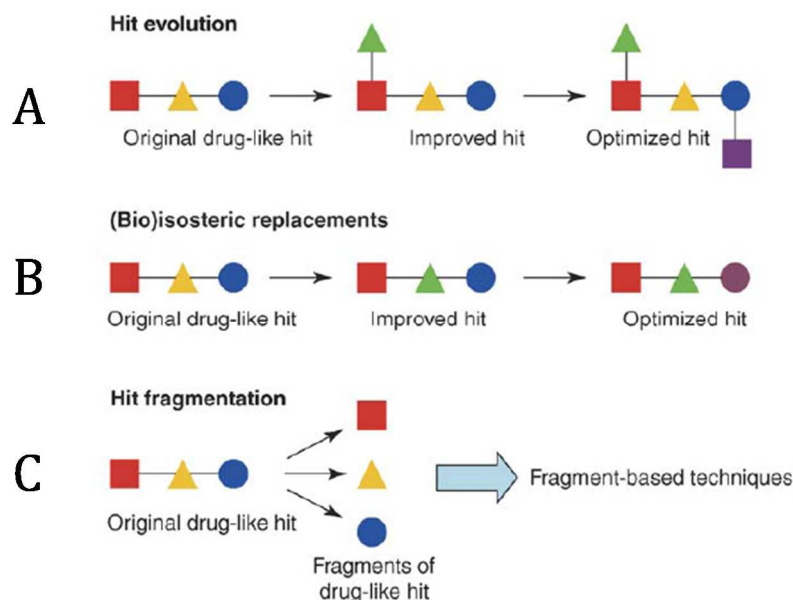 Hit evolution
A
Original drug-like hit
Improved hit
Optimized hit
(Bio)isosteric replacements
B
Original drug-like hit
Improved hit
Optimized hit
Hit fragmentation
C
Original drug-like hit
Fragments of
drug-like hit
Fragment-based techniques